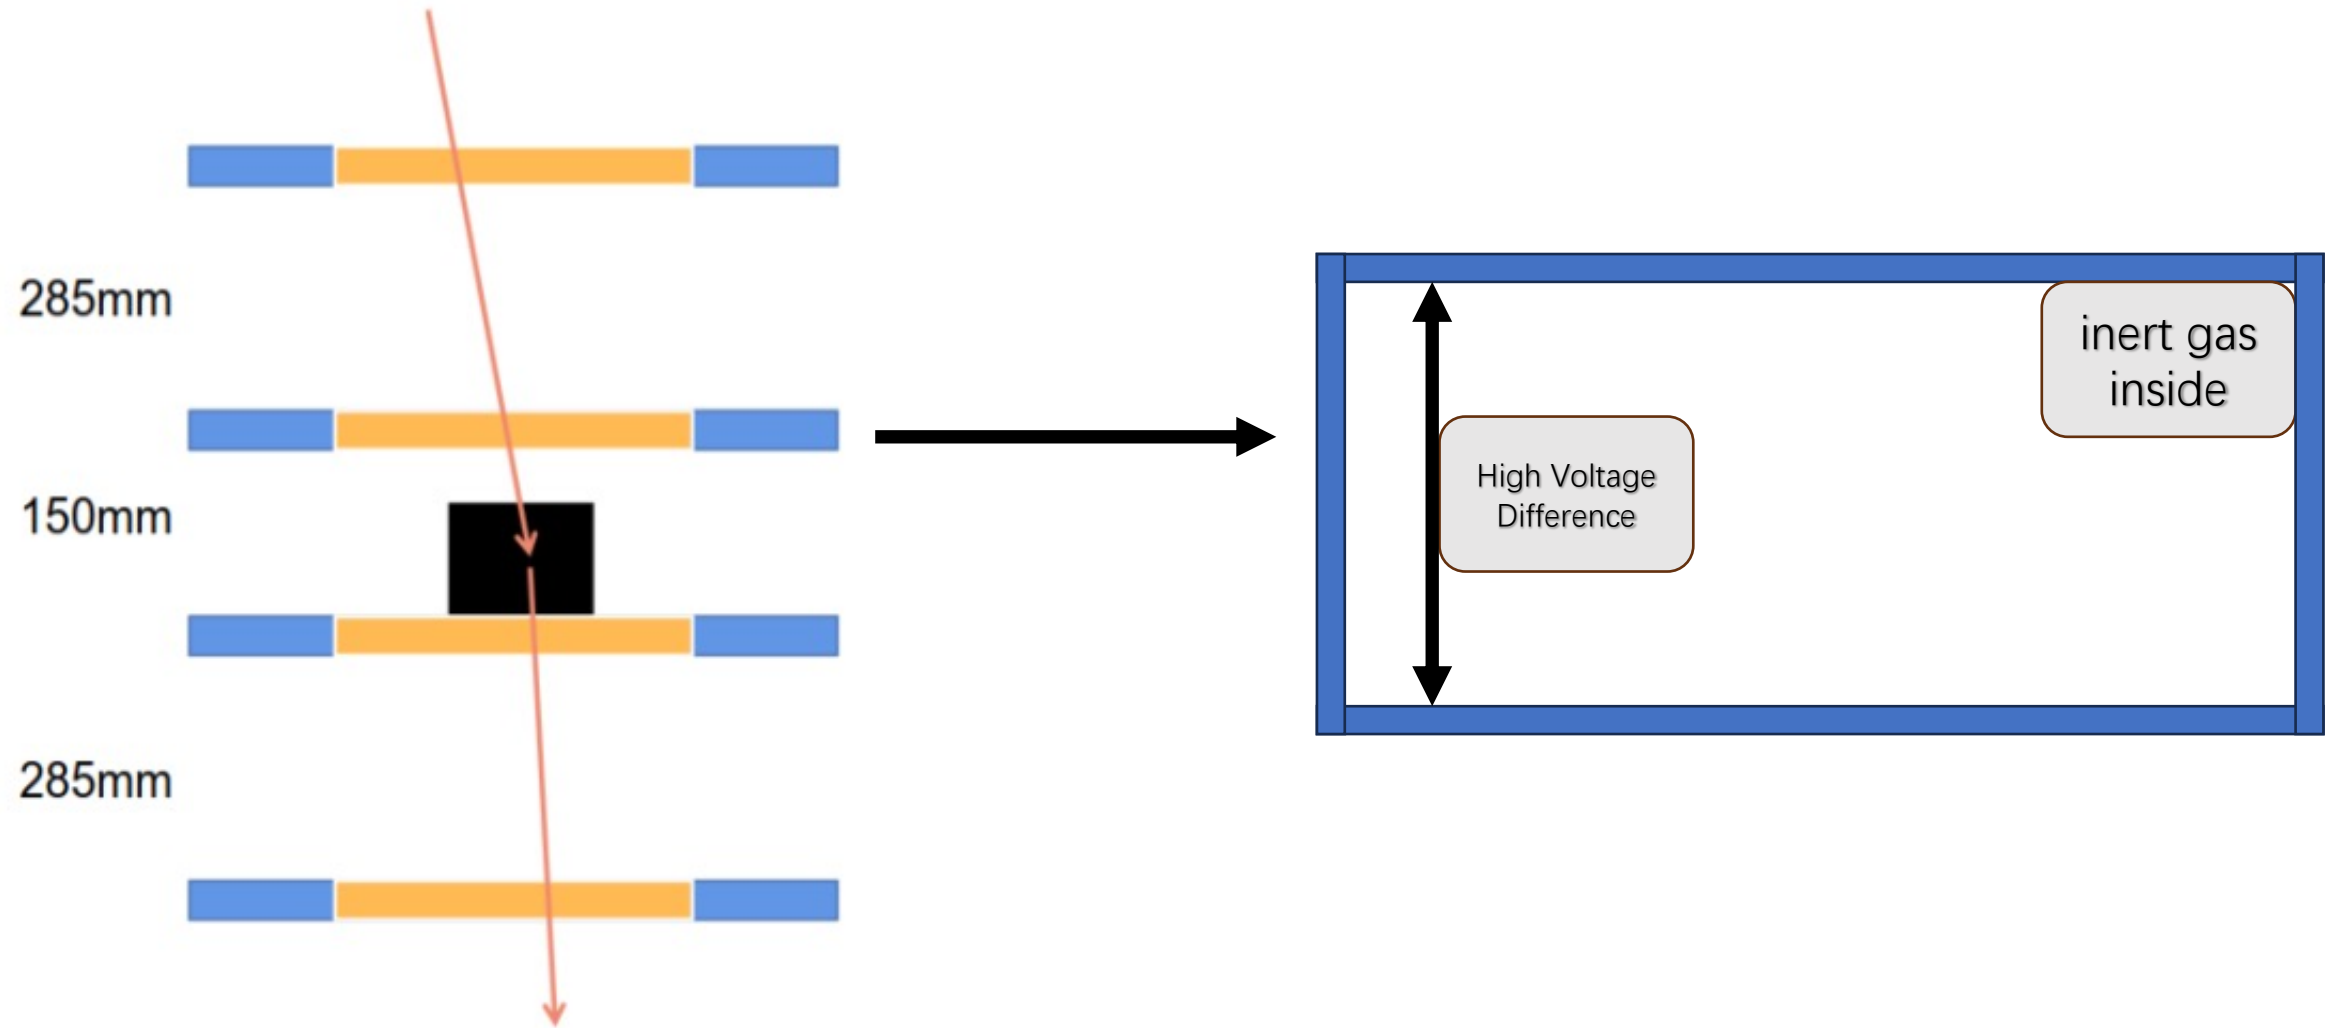 285mm
150mm
285mm
High Voltage
Difference
inert gas
inside